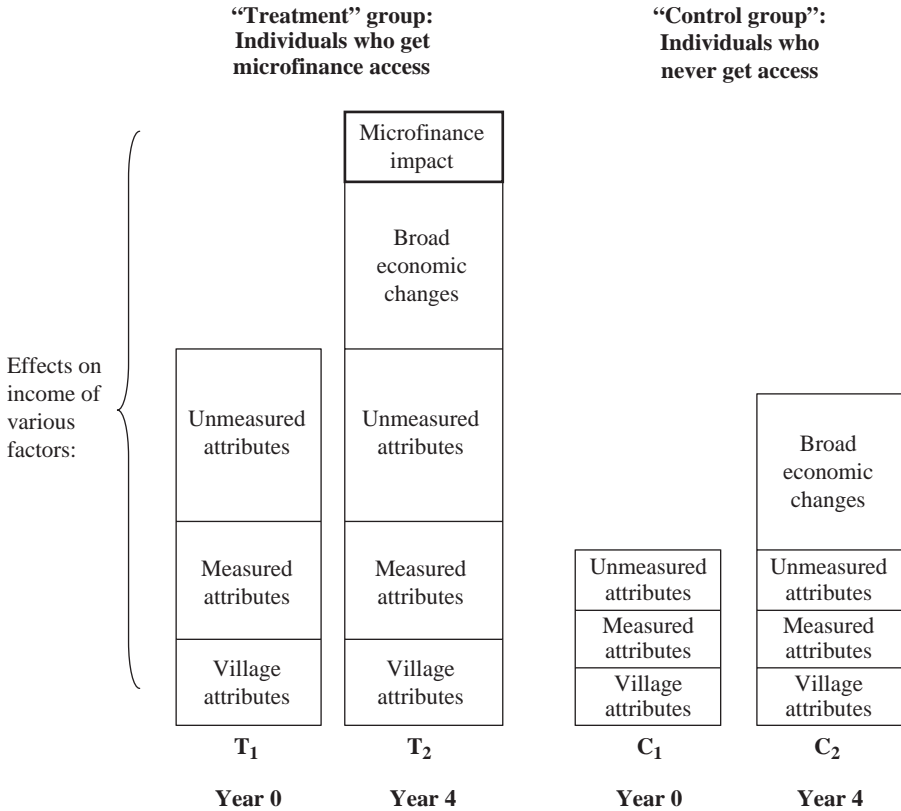 “Treatment” group:
Individuals who get
microfinance access
“Control group”:
Individuals who
never get access
Effects on
income of
various
factors:
Unmeasured
attributes
Measured
attributes
Village
attributes
T1
Year 0
Microfinance
impact
Broad
economic
changes
Unmeasured
attributes
Measured
attributes
Village
attributes
T2
Year 4
Unmeasured
attributes
Measured
attributes
Village
attributes
C1
Year 0
Broad
economic
changes
Unmeasured
attributes
Measured
attributes
Village
attributes
C2
Year 4